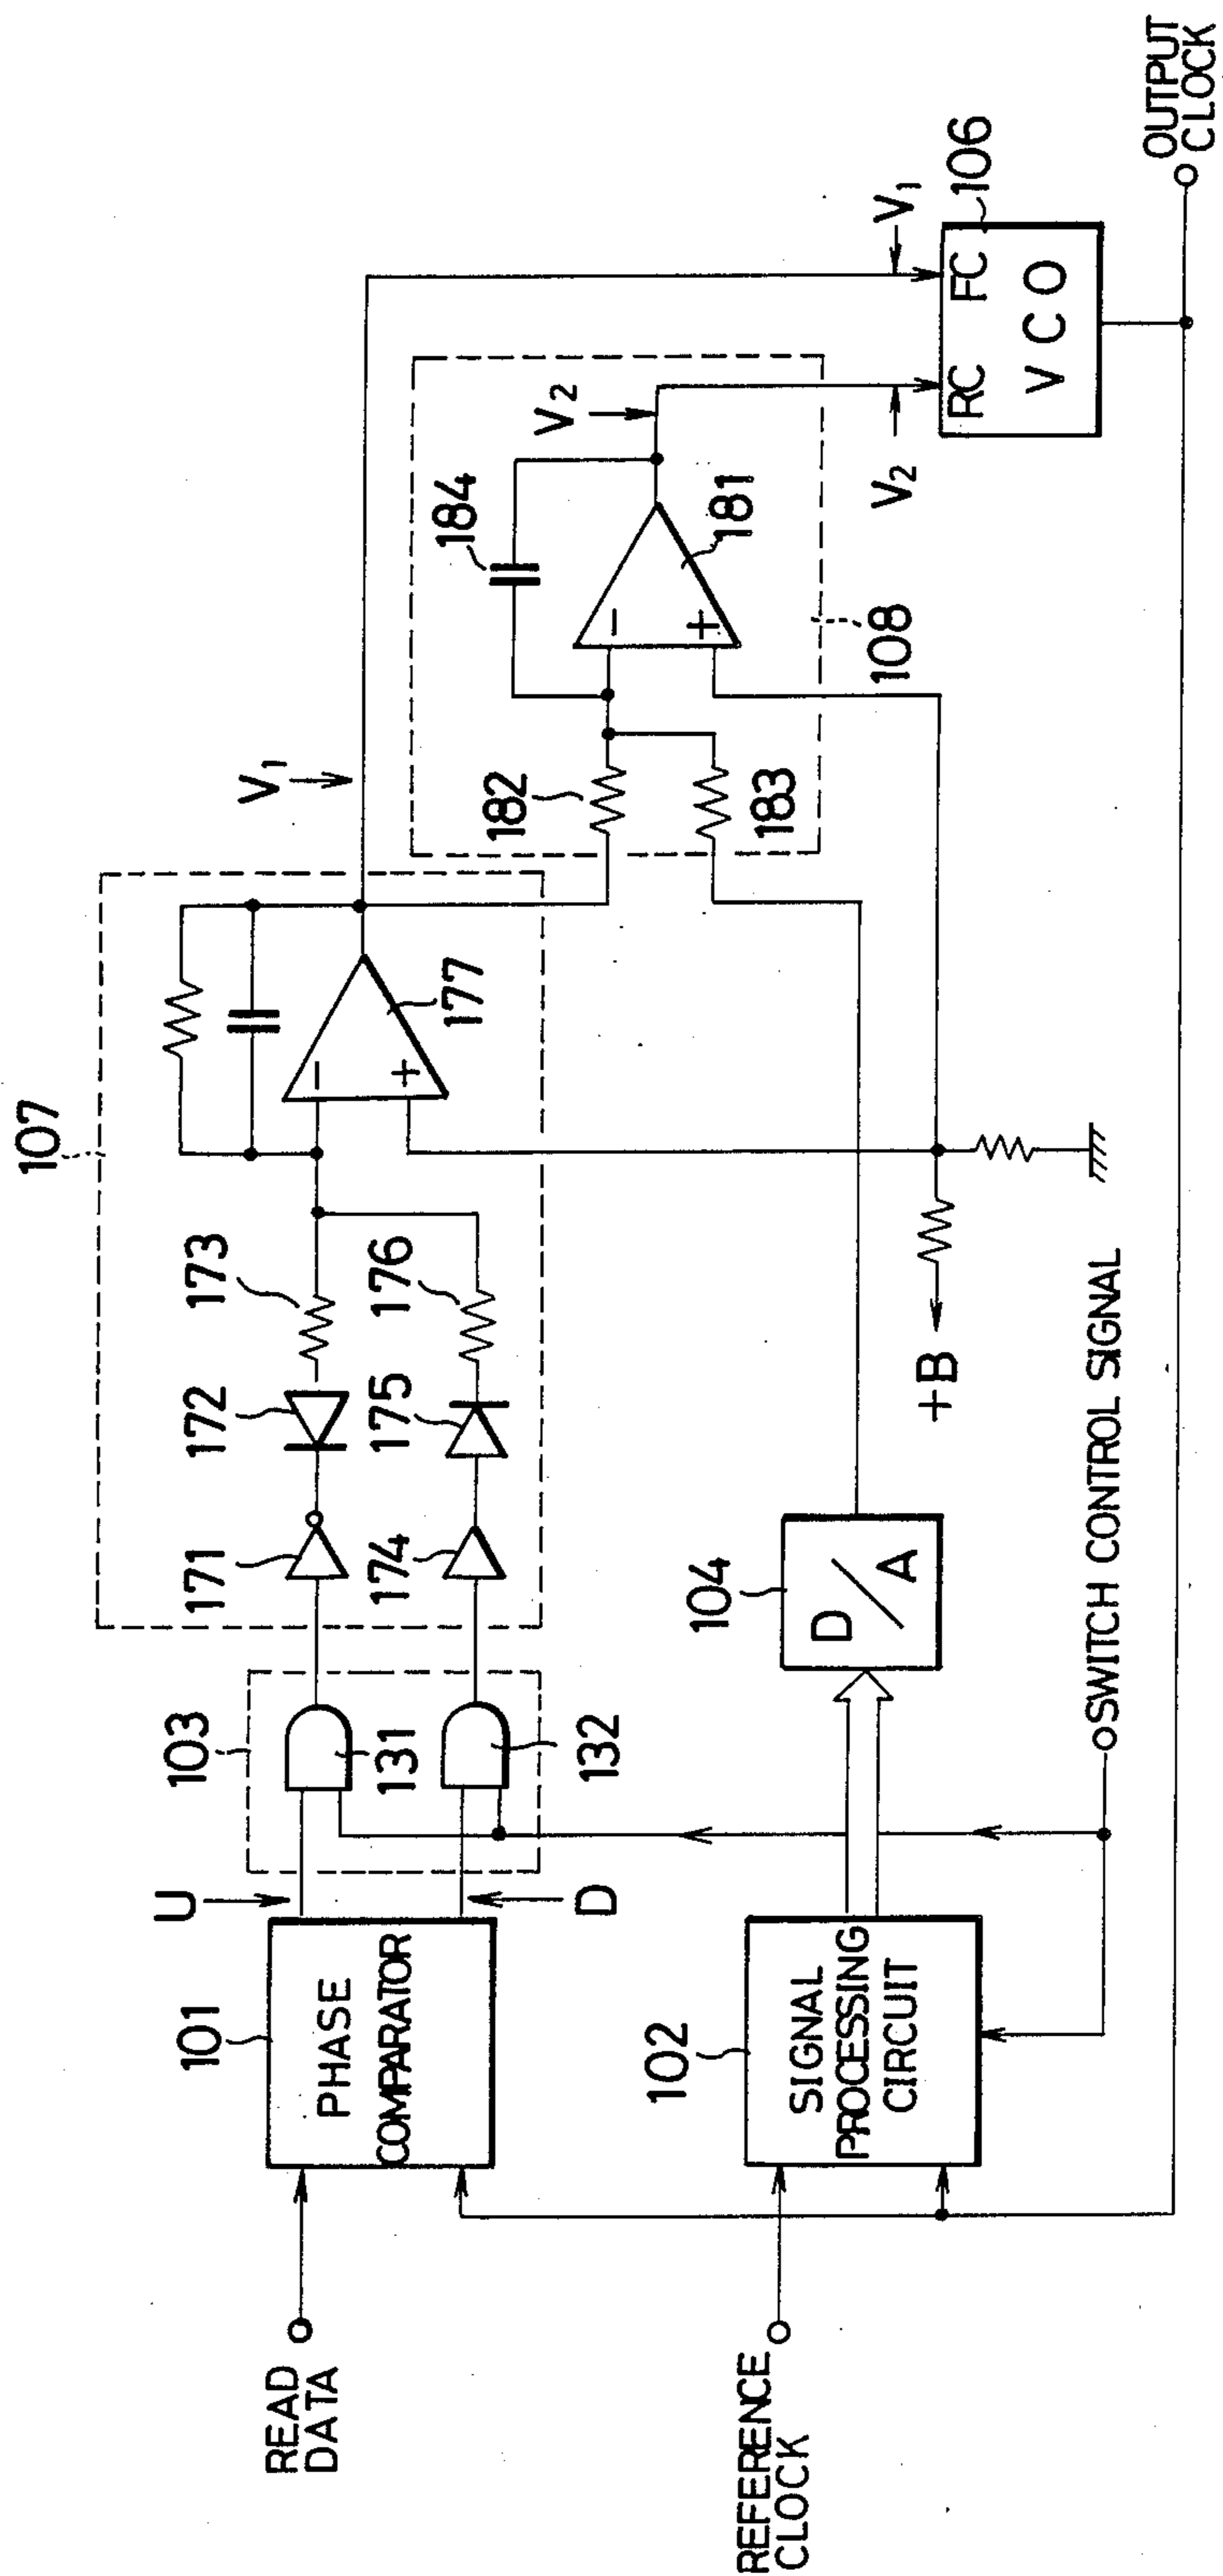 READ
DATA
101
PHASE
COMPARATOR
U
D
103
131
132
107
171
172
173
174
175
176
177
−
+
V1
108
182
183
184
181
−
+
V2
V1
V2
RC FC
VCO
106
OUTPUT
CLOCK
REFERENCE
CLOCK
102
SIGNAL
PROCESSING
CIRCUIT
104
D/A
+B
SWITCH CONTROL SIGNAL